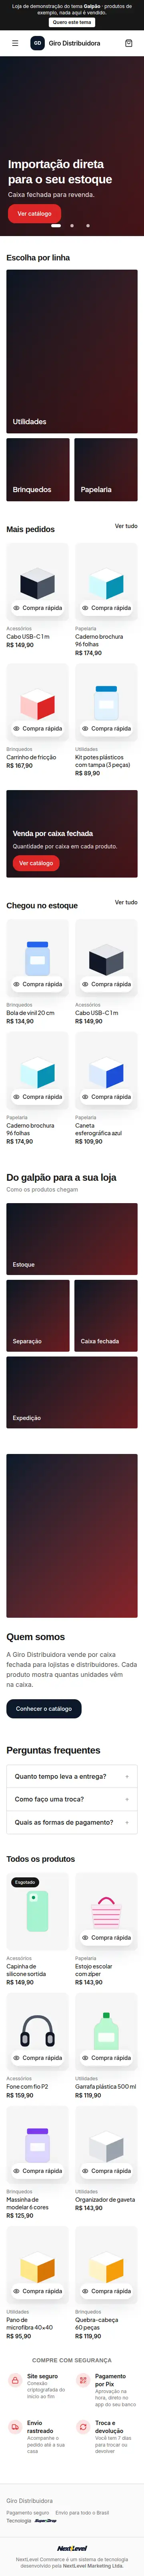 Loja de demonstração do tema Galpão · produtos de
exemplo, nada aqui é vendido.
Quero este tema
GD
Giro Distribuidora
Importação direta
para o seu estoque
Caixa fechada para revenda.
Ver catálogo
Escolha por linha
Utilidades
Brinquedos
Papelaria
Mais pedidos
Ver tudo
Compra rápida
Compra rápida
Acessórios
Cabo USB-C 1 m
R$ 149,90
Papelaria
Caderno brochura
96 folhas
R$ 174,90
Compra rápida
Compra rápida
Brinquedos
Carrinho de fricção
R$ 167,90
Utilidades
Kit potes plásticos
com tampa (3 peças)
R$ 89,90
Venda por caixa fechada
Quantidade por caixa em cada produto.
Ver catálogo
Chegou no estoque
Ver tudo
Compra rápida
Compra rápida
Brinquedos
Bola de vinil 20 cm
R$ 134,90
Acessórios
Cabo USB-C 1 m
R$ 149,90
Compra rápida
Compra rápida
Papelaria
Caderno brochura
96 folhas
R$ 174,90
Papelaria
Caneta
esferográfica azul
R$ 109,90
Do galpão para a sua loja
Como os produtos chegam
Estoque
Separação
Caixa fechada
Expedição
Quem somos
A Giro Distribuidora vende por caixa
fechada para lojistas e distribuidores. Cada
produto mostra quantas unidades vêm
na caixa.
Conhecer o catálogo
Perguntas frequentes
Quanto tempo leva a entrega? +
Como faço uma troca? +
Quais as formas de pagamento? +
Todos os produtos
Esgotado
Compra rápida
Acessórios
Capinha de
silicone sortida
R$ 149,90
Papelaria
Estojo escolar
com zíper
R$ 143,90
Compra rápida
Compra rápida
Acessórios
Fone com fio P2
R$ 159,90
Utilidades
Garrafa plástica 500 ml
R$ 119,90
Compra rápida
Compra rápida
Brinquedos
Massinha de
modelar 6 cores
R$ 125,90
Utilidades
Organizador de gaveta
R$ 143,90
Compra rápida
Compra rápida
Utilidades
Pano de
microfibra 40×40
R$ 95,90
Brinquedos
Quebra-cabeça
60 peças
R$ 119,90
COMPRE COM SEGURANÇA
Site seguro
Conexão
criptografada do
início ao fim
Pagamento
por Pix
Aprovação na
hora, direto no
app do seu banco
Envio
rastreado
Acompanhe o
pedido até a sua
casa
Troca e
devolução
Você tem 7 dias
para trocar ou
devolver
Giro Distribuidora
Pagamento seguro Envio para todo o Brasil
Tecnologia SuperDrop
NextLevel
NextLevel Commerce é um sistema de tecnologia
desenvolvido pela NextLevel Marketing Ltda.